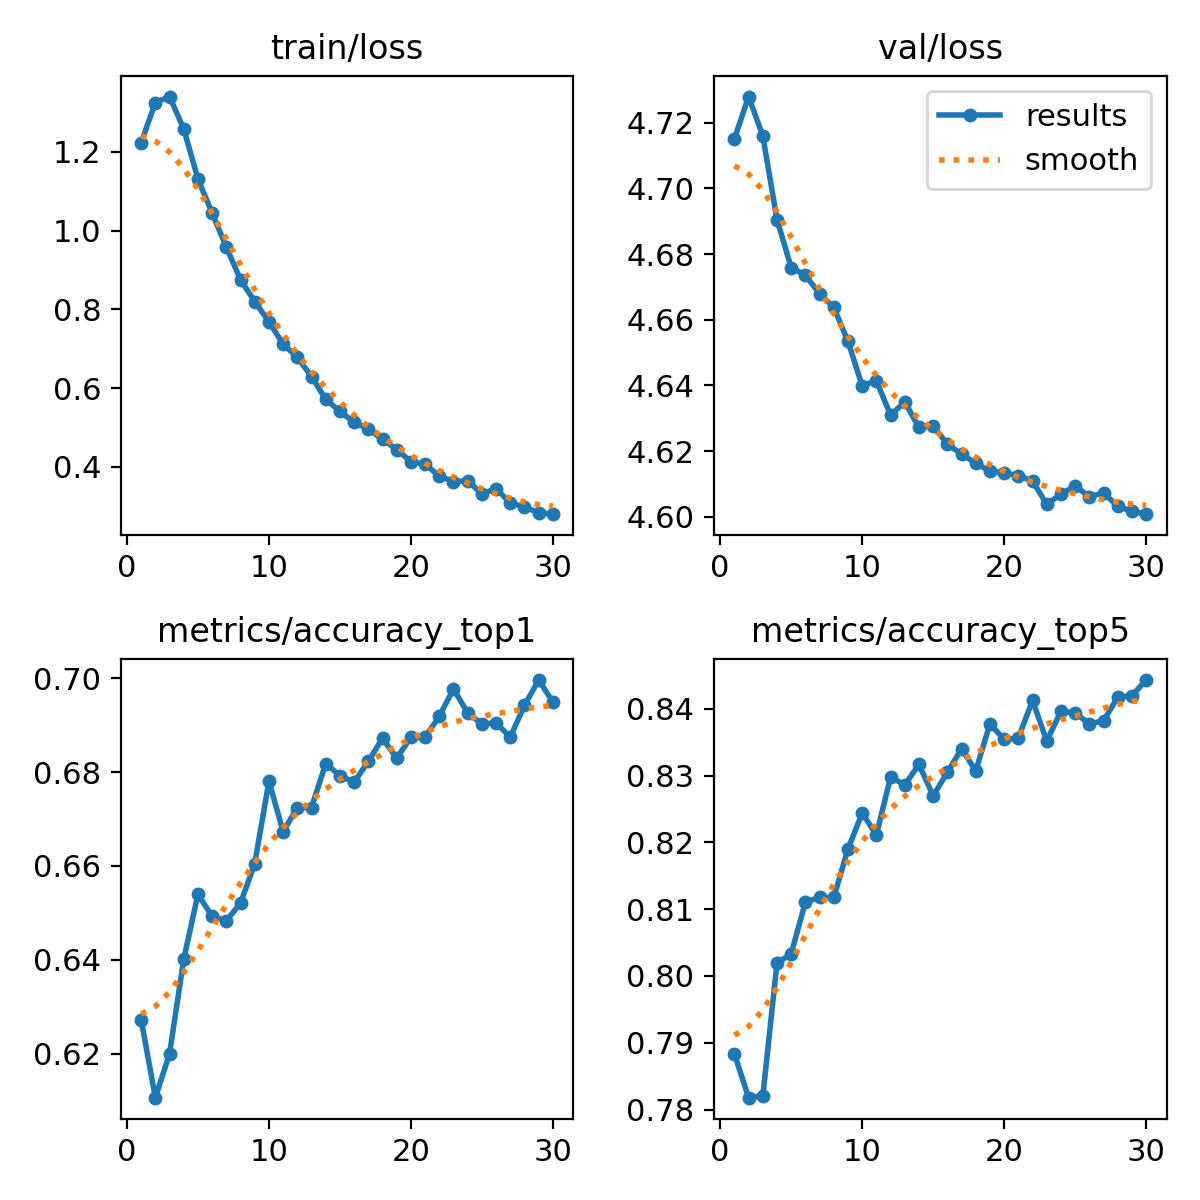 train/loss
1.2
1.0
0.8
0.6
0.4
0 10 20 30
val/loss
results
smooth
4.72
4.70
4.68
4.66
4.64
4.62
4.60
0 10 20 30
metrics/accuracy_top1
0.70
0.68
0.66
0.64
0.62
0 10 20 30
metrics/accuracy_top5
0.84
0.83
0.82
0.81
0.80
0.79
0.78
0 10 20 30